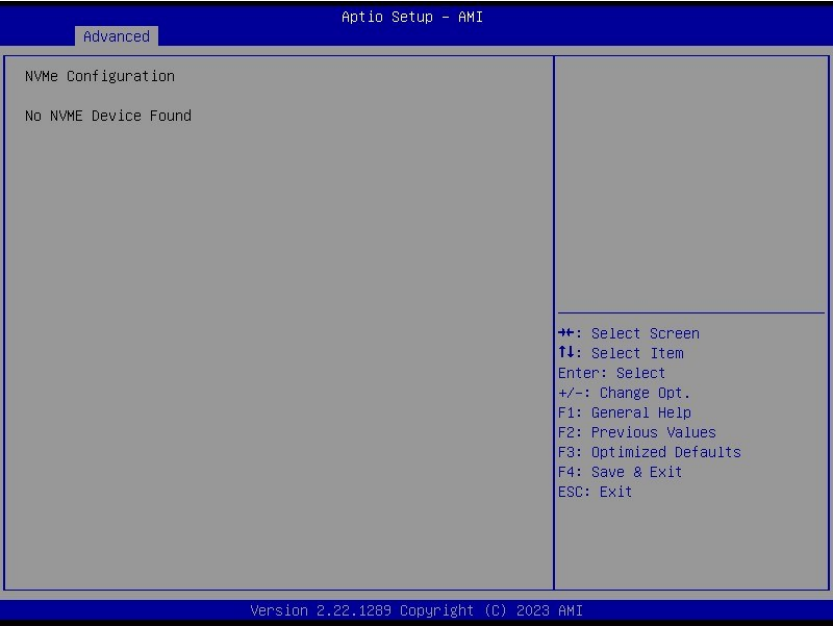 Aptio Setup - AMI
Advanced
NVMe Configuration
No NVME Device Found
→←: Select Screen
↑↓: Select Item
Enter: Select
+/-: Change Opt.
F1: General Help
F2: Previous Values
F3: Optimized Defaults
F4: Save & Exit
ESC: Exit
Version 2.22.1289 Copyright (C) 2023 AMI